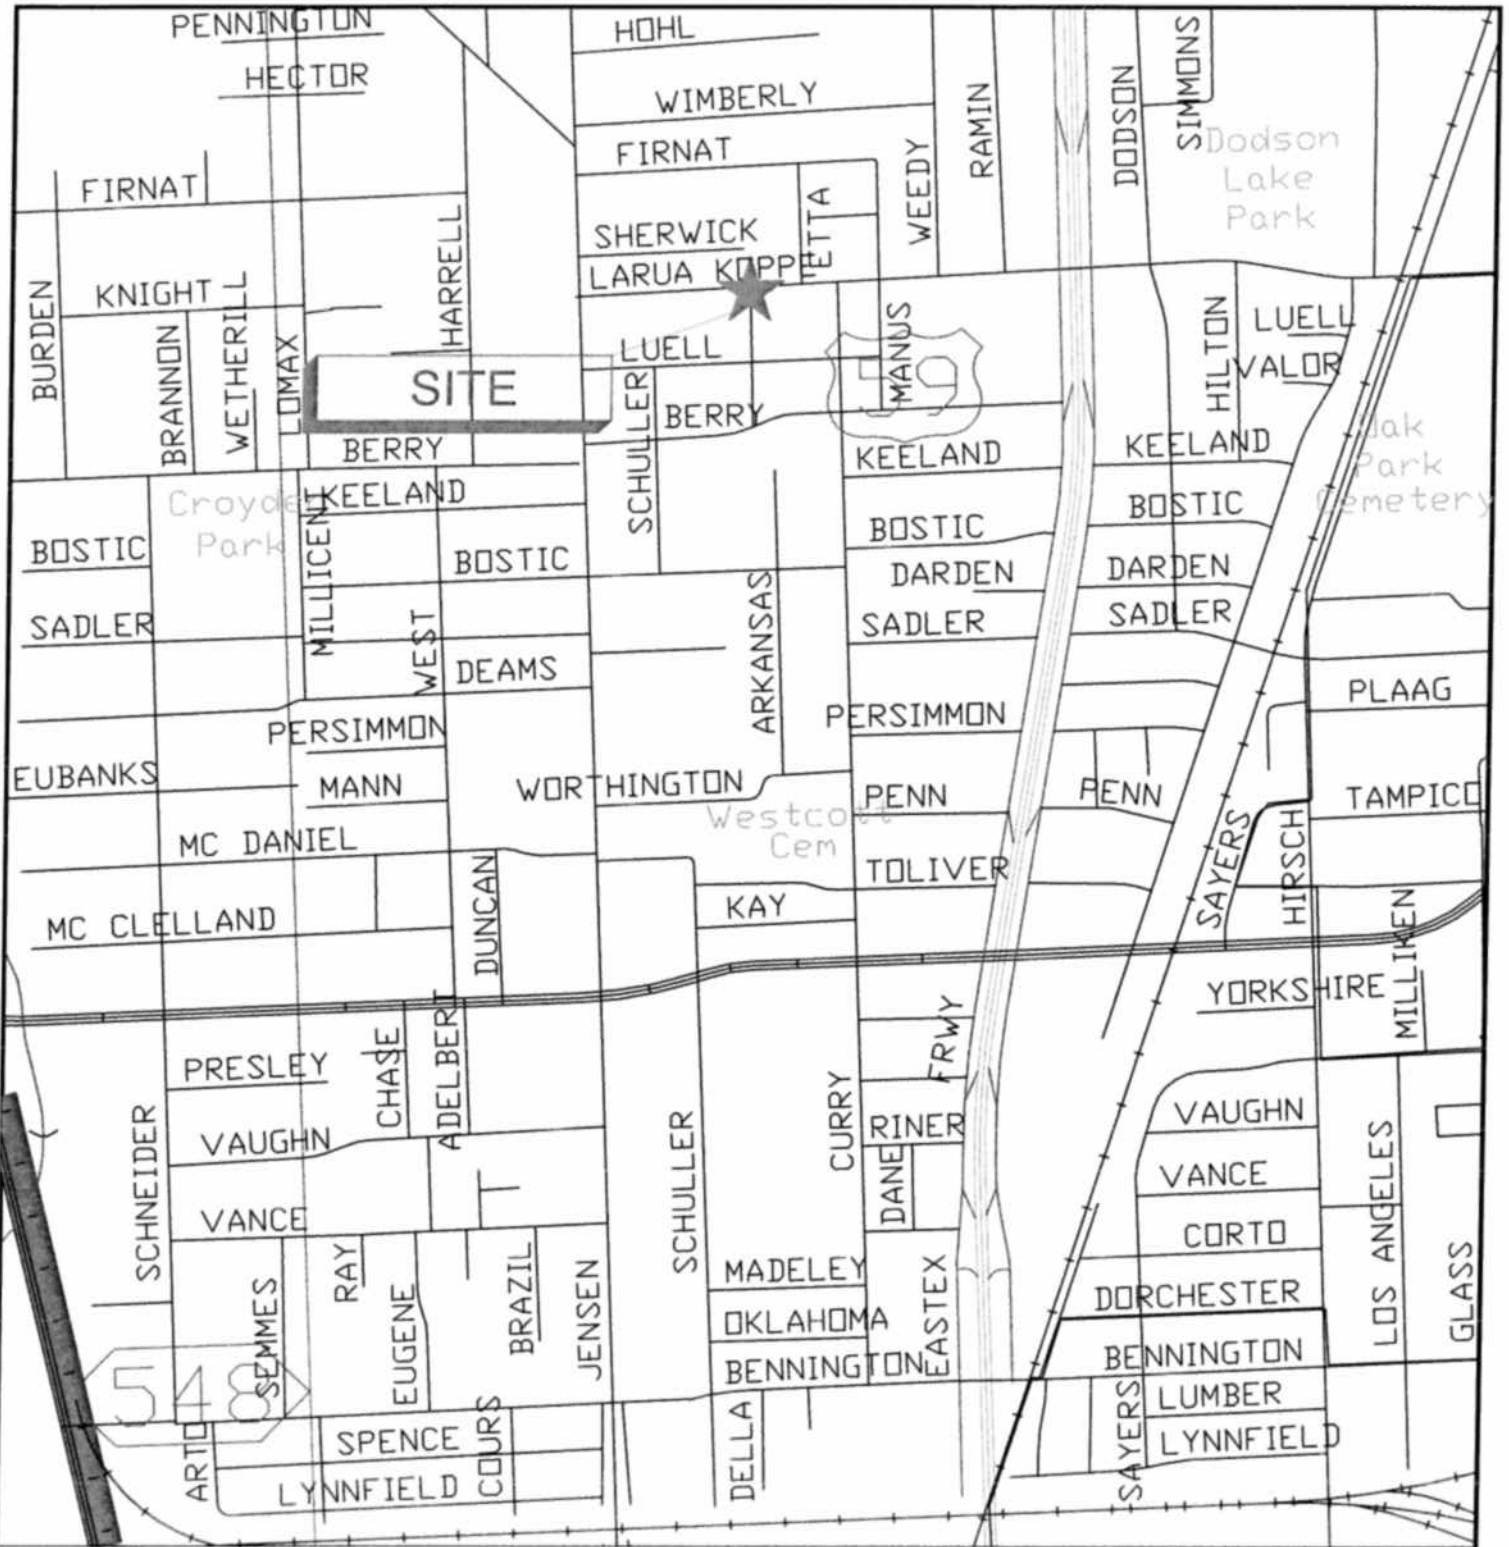 PENNINGTON
HOHL
HECTOR
WIMBERLY
RAMIN
DODSON
SIMMONS
Dodson
Lake
Park
FIRNAT
FIRNAT
WEEDY
ETTA
SHERWICK
HARRELL
LARUA KOPPE
KNIGHT
BURDEN
BRANNON
WETHERILL
LOMAX
SITE
LUELL
MANUS
59
HILTON
LUELL
VALOR
SCHULLER
BERRY
BERRY
KEELAND
KEELAND
Oak
Park
Cemetery
Croyden
Park
KEELAND
MILLICENT
BOSTIC
BOSTIC
BOSTIC
BOSTIC
DARDEN
DARDEN
SADLER
SADLER
SADLER
WEST
DEAMS
ARKANSAS
PLAAG
PERSIMMON
PERSIMMON
EUBANKS
MANN
WORTHINGTON
Westcott
Cem
PENN
PENN
TAMPICO
MC DANIEL
TOLIVER
SAYERS
HIRSCH
MC CLELLAND
DUNCAN
KAY
MILLIKEN
YORKSHIRE
PRESLEY
CHASE
ADELBERT
FRWY
CURRY
RINER
DANE
VAUGHN
SCHNEIDER
VAUGHN
SCHULLER
VANCE
VANCE
CORTO
LOS ANGELES
GLASS
SEMMES
RAY
EUGENE
BRAZIL
JENSEN
MADELEY
OKLAHOMA
BENNINGTON
EASTEX
DORCHESTER
BENNINGTON
548
ARTO
SPENCE
LYNNFIELD
COURS
DELLA
SAYERS
LUMBER
LYNNFIELD